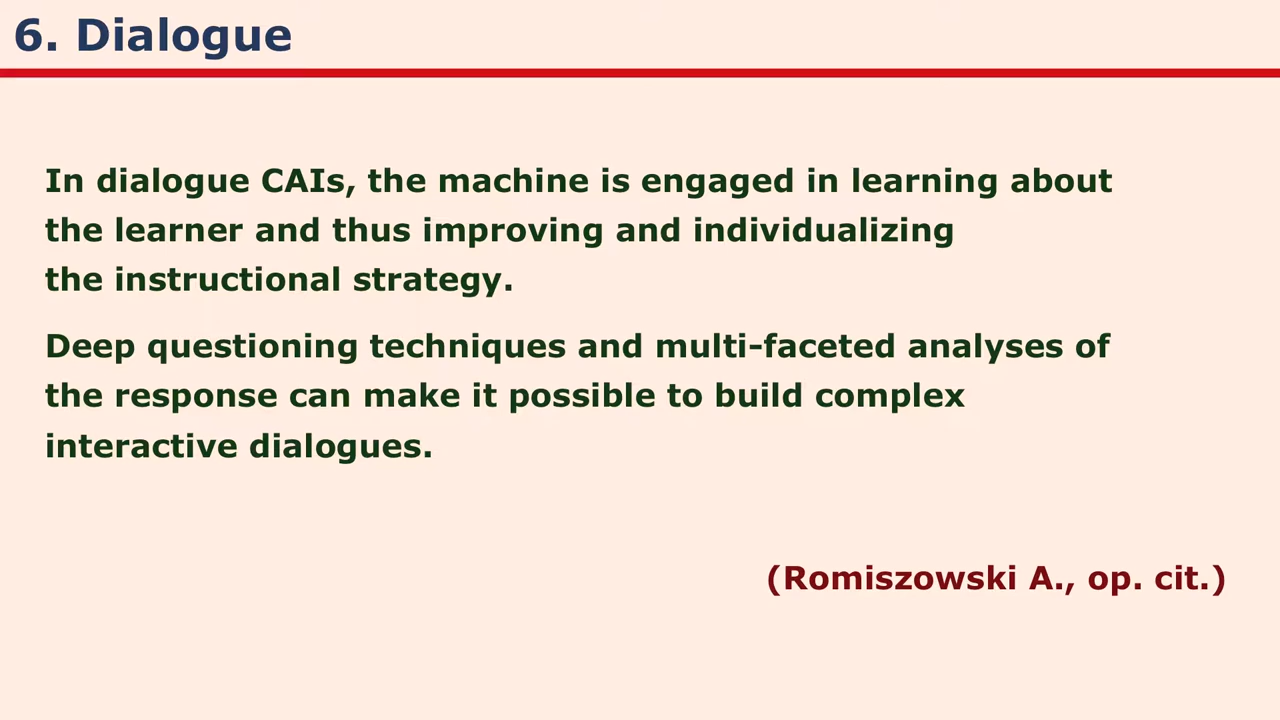 6. Dialogue
In dialogue CAIs, the machine is engaged in learning about
the learner and thus improving and individualizing
the instructional strategy.
Deep questioning techniques and multi-faceted analyses of
the response can make it possible to build complex
interactive dialogues.
(Romiszowski A., op. cit.)